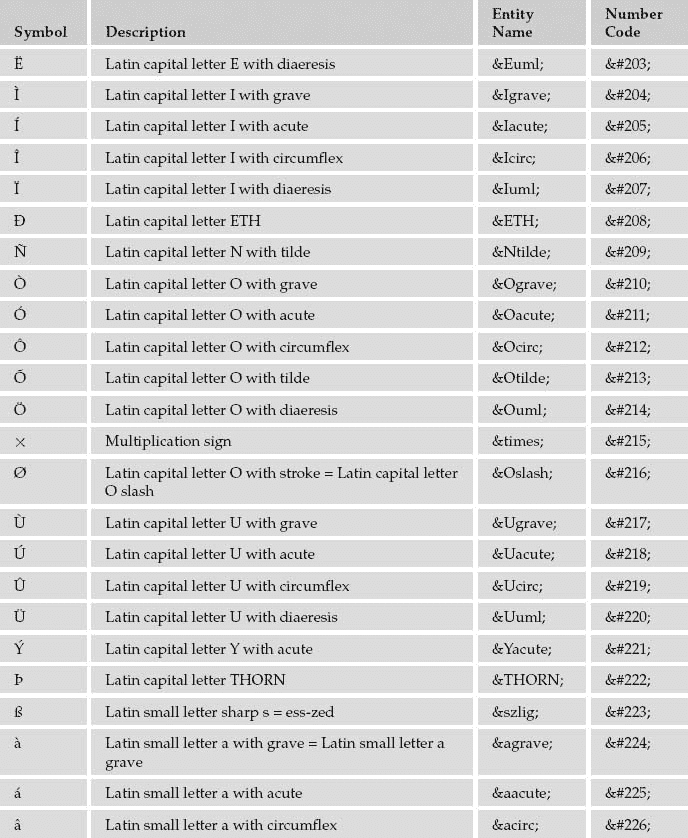 Symbol Description Entity Name Number Code
Ë Latin capital letter E with diaeresis &Euml; &#203;
Ì Latin capital letter I with grave &Igrave; &#204;
Í Latin capital letter I with acute &Iacute; &#205;
Î Latin capital letter I with circumflex &Icirc; &#206;
Ï Latin capital letter I with diaeresis &Iuml; &#207;
Ð Latin capital letter ETH &ETH; &#208;
Ñ Latin capital letter N with tilde &Ntilde; &#209;
Ò Latin capital letter O with grave &Ograve; &#210;
Ó Latin capital letter O with acute &Oacute; &#211;
Ô Latin capital letter O with circumflex &Ocirc; &#212;
Õ Latin capital letter O with tilde &Otilde; &#213;
Ö Latin capital letter O with diaeresis &Ouml; &#214;
× Multiplication sign &times; &#215;
Ø Latin capital letter O with stroke = Latin capital letter &Oslash; &#216;
O slash
Ù Latin capital letter U with grave &Ugrave; &#217;
Ú Latin capital letter U with acute &Uacute; &#218;
Û Latin capital letter U with circumflex &Ucirc; &#219;
Ü Latin capital letter U with diaeresis &Uuml; &#220;
Ý Latin capital letter Y with acute &Yacute; &#221;
Þ Latin capital letter THORN &THORN; &#222;
ß Latin small letter sharp s = ess-zed &szlig; &#223;
à Latin small letter a with grave = Latin small letter a &agrave; &#224;
grave
á Latin small letter a with acute &aacute; &#225;
â Latin small letter a with circumflex &acirc; &#226;